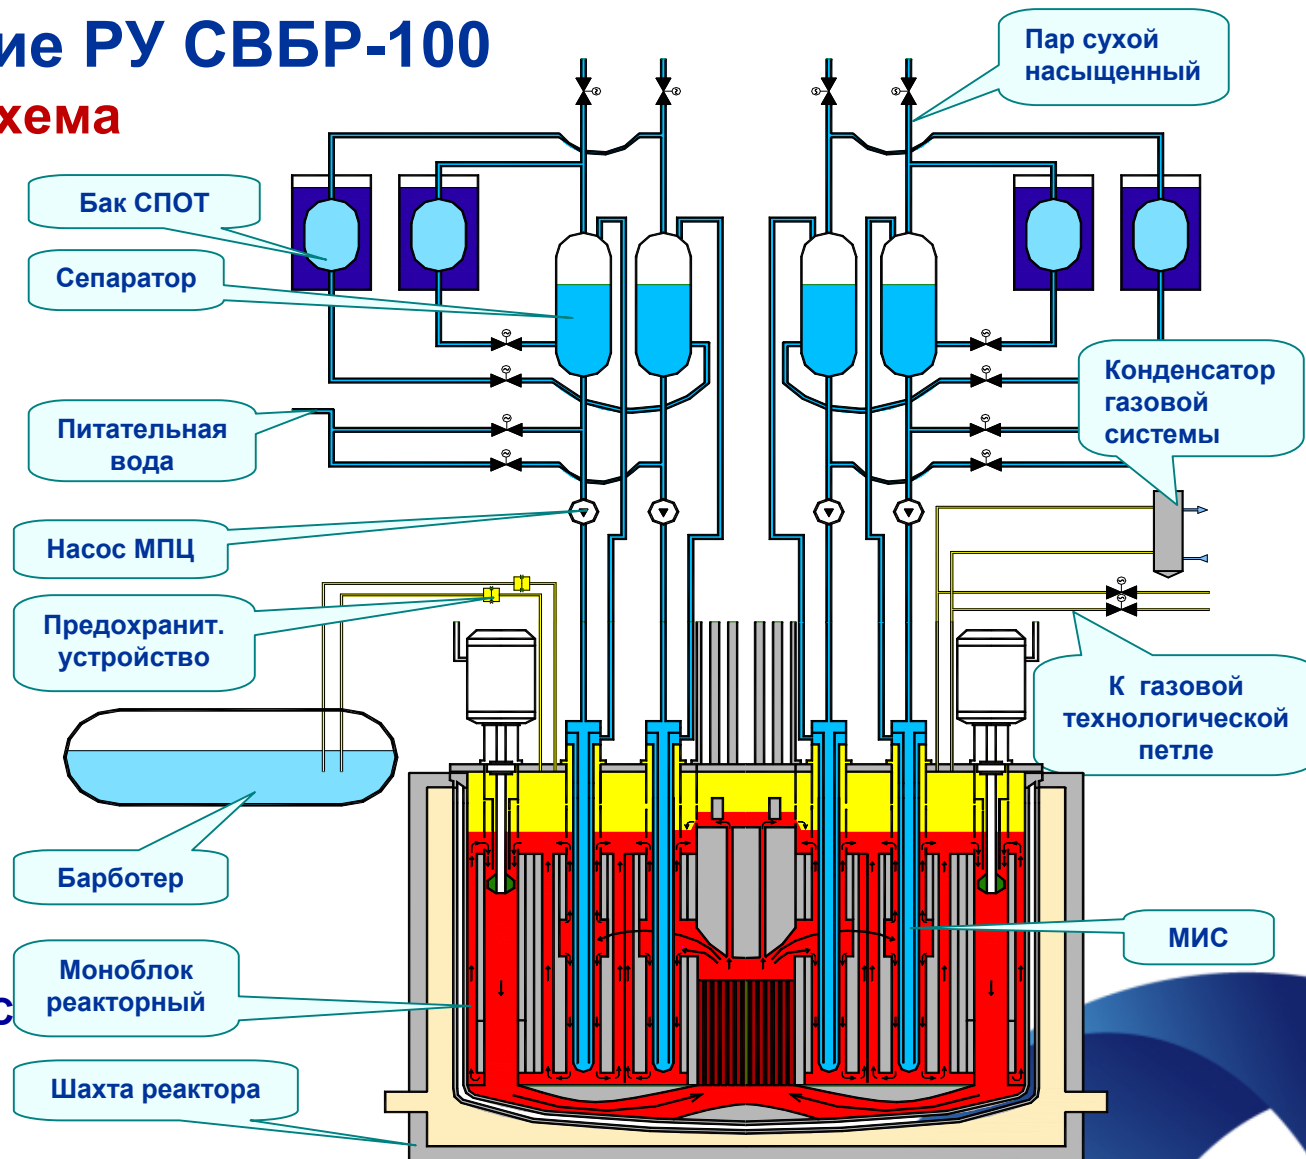 ие РУ СВБР-100
хема
Пар сухой
насыщенный
Бак СПОТ
Сепаратор
Конденсатор
газовой
системы
Питательная
вода
Насос МПЦ
Предохранит.
устройство
К газовой
технологической
петле
Барботер
МИС
Моноблок
реакторный
С
Шахта реактора